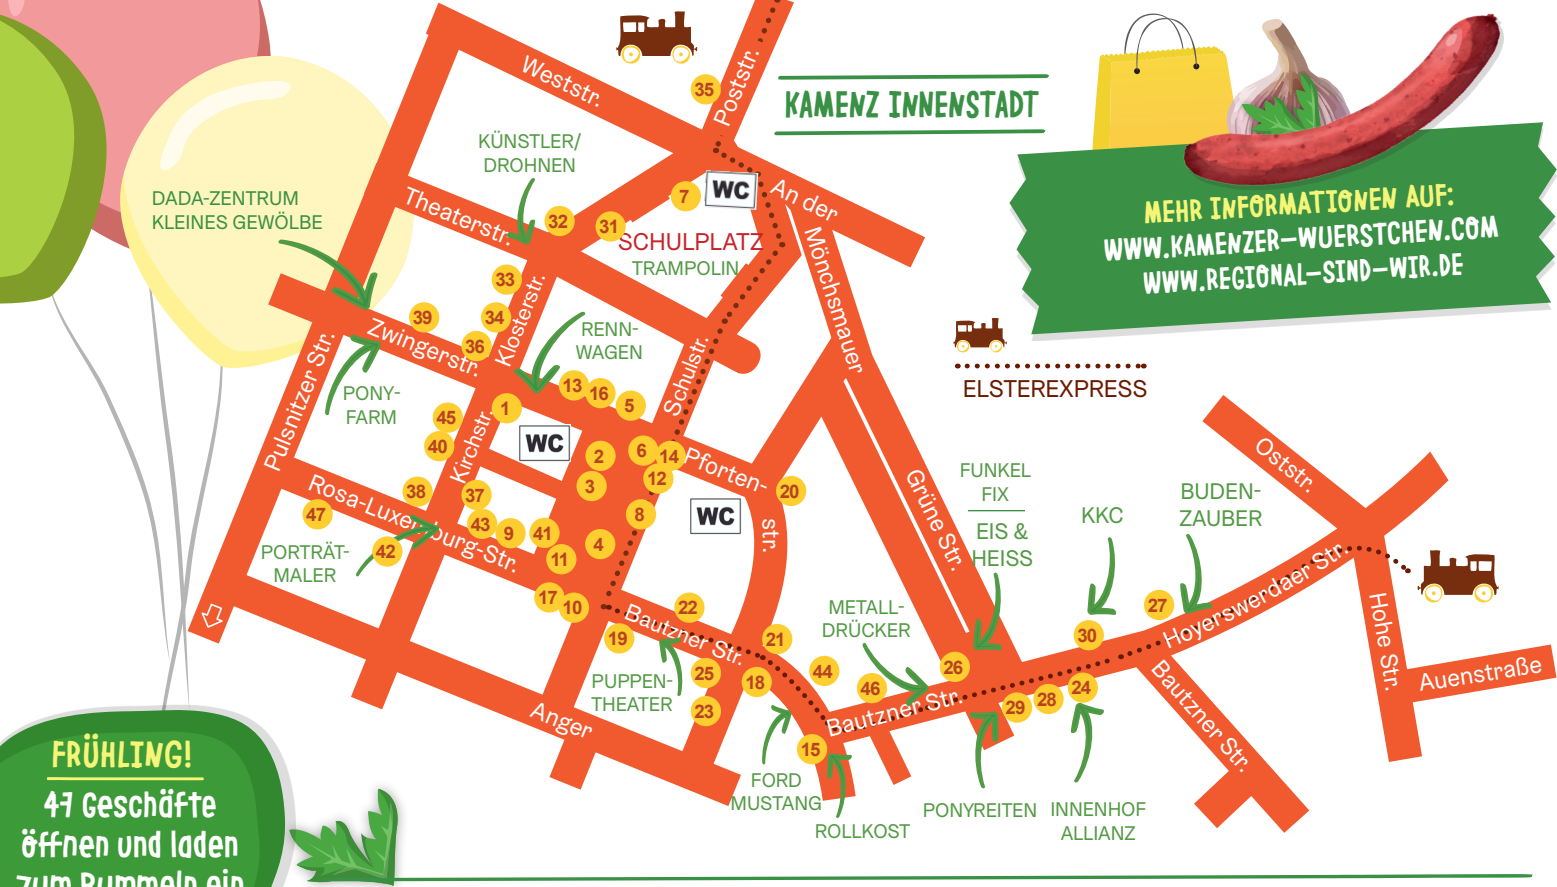 KAMENZ INNENSTADT
MEHR INFORMATIONEN AUF:
WWW.KAMENZER-WUERSTCHEN.COM
WWW.REGIONAL-SIND-WIR.DE
Weststr.
Poststr.
35
KÜNSTLER/
DROHNEN
DADA-ZENTRUM
KLEINES GEWÖLBE
Theaterstr.
32
31
7
WC
An der
Mönchsmauer
SCHULPLATZ
TRAMPOLIN
33
34
36
39
Klosterstr.
Zwingerstr.
RENN-
WAGEN
Schulstr.
ELSTEREXPRESS
Pulsnitzer Str.
PONY-
FARM
13
16
5
1
45
40
Kirchstr.
WC
2
3
6
14
12
Pforten-
str.
20
WC
8
4
38
37
43
9
41
11
Rosa-Luxemburg-Str.
47
42
PORTRÄT-
MALER
17
10
Grüne Str.
FUNKEL
FIX
EIS &
HEISS
KKC
BUDEN-
ZAUBER
Oststr.
22
19
Bautzner Str.
21
METALL-
DRÜCKER
27
30
Hoyerswerdaer Str.
Hohe Str.
Auenstraße
PUPPEN-
THEATER
25
23
18
44
46
26
Bautzner Str.
29
28
24
Bautzner Str.
Anger
15
FORD
MUSTANG
ROLLKOST
PONYREITEN
INNENHOF
ALLIANZ
FRÜHLING!
47 Geschäfte
öffnen und laden
zum Bummeln ein